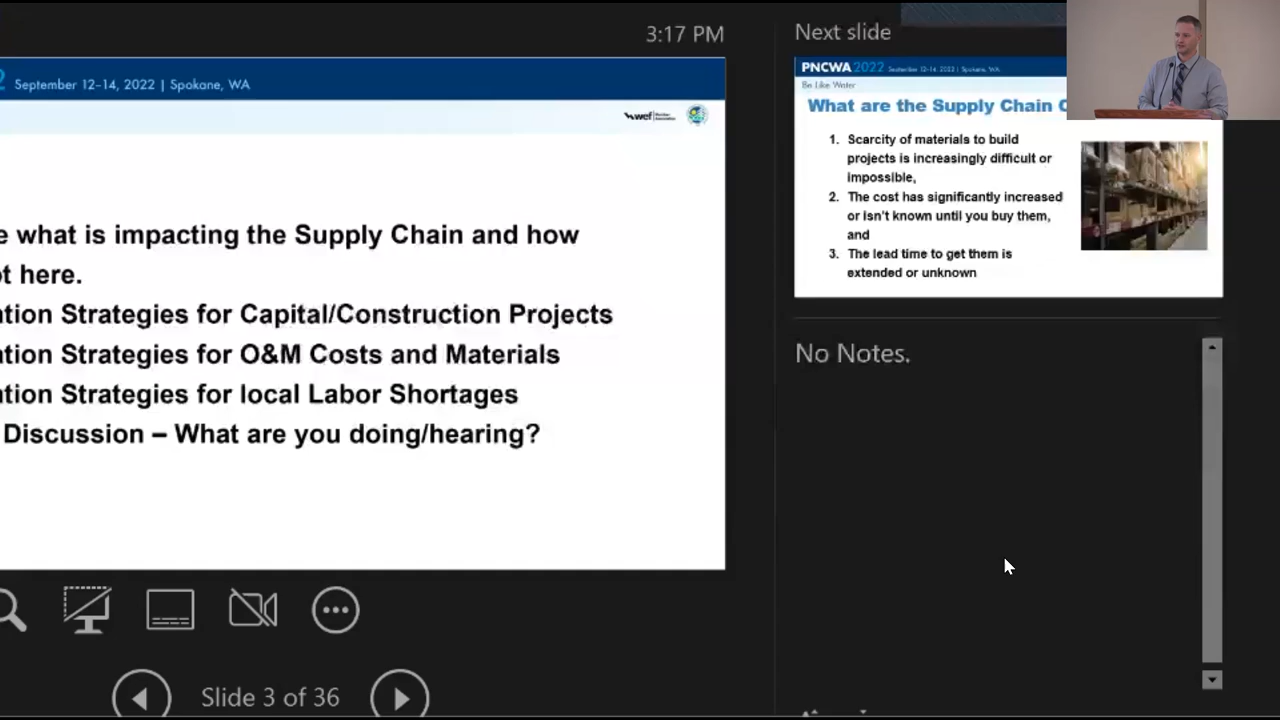 3:17 PM
2 September 12-14, 2022 | Spokane, WA
wef
e what is impacting the Supply Chain and how
ot here.
ation Strategies for Capital/Construction Projects
ation Strategies for O&M Costs and Materials
ation Strategies for local Labor Shortages
Discussion – What are you doing/hearing?
Slide 3 of 36
Next slide
PNCWA2022 September 12-14, 2022 | Spokane, WA
Be Like Water
What are the Supply Chain C
1. Scarcity of materials to build
projects is increasingly difficult or
impossible,
2. The cost has significantly increased
or isn't known until you buy them,
and
3. The lead time to get them is
extended or unknown
No Notes.